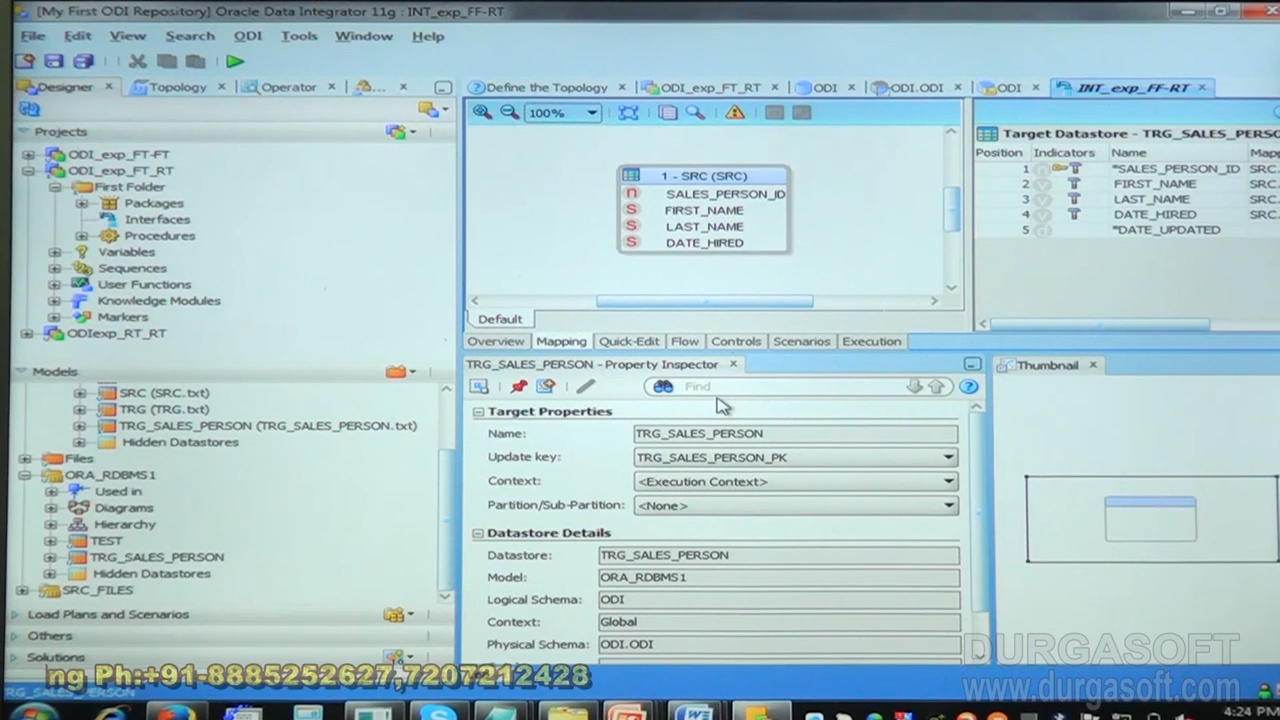 [My First ODI Repository] Oracle Data Integrator 11g : INT_exp_FF-RT
File Edit View Search ODI Tools Window Help
Designer Topology Operator ...
Define the Topology ODI_exp_FT_RT ODI ODI.ODI ODI INT_exp_FF-RT
100%
Projects
ODI_exp_FT-FT
ODI_exp_FT_RT
First Folder
Packages
Interfaces
Procedures
Variables
Sequences
User Functions
Knowledge Modules
Markers
ODIexp_RT_RT
Models
SRC (SRC.txt)
TRG (TRG.txt)
TRG_SALES_PERSON (TRG_SALES_PERSON.txt)
Hidden Datastores
Files
ORA_RDBMS1
Used in
Diagrams
Hierarchy
TEST
TRG_SALES_PERSON
Hidden Datastores
SRC_FILES
Load Plans and Scenarios
Others
Solutions
1 - SRC (SRC)
SALES_PERSON_ID
FIRST_NAME
LAST_NAME
DATE_HIRED
Default
Target Datastore - TRG_SALES_PERSO
Position Indicators Name Mapp
1 *SALES_PERSON_ID SRC.
2 FIRST_NAME SRC.
3 LAST_NAME SRC.
4 DATE_HIRED SRC.
5 *DATE_UPDATED
Overview Mapping Quick-Edit Flow Controls Scenarios Execution
TRG_SALES_PERSON - Property Inspector
Find
Target Properties
Name: TRG_SALES_PERSON
Update key: TRG_SALES_PERSON_PK
Context: <Execution Context>
Partition/Sub-Partition: <None>
Datastore Details
Datastore: TRG_SALES_PERSON
Model: ORA_RDBMS1
Logical Schema: ODI
Context: Global
Physical Schema: ODI.ODI
Thumbnail
DURGASOFT
www.durgasoft.com
ng Ph:+91-8885252627,7207212428
TRG_SALES_PERSON
4:24 PM